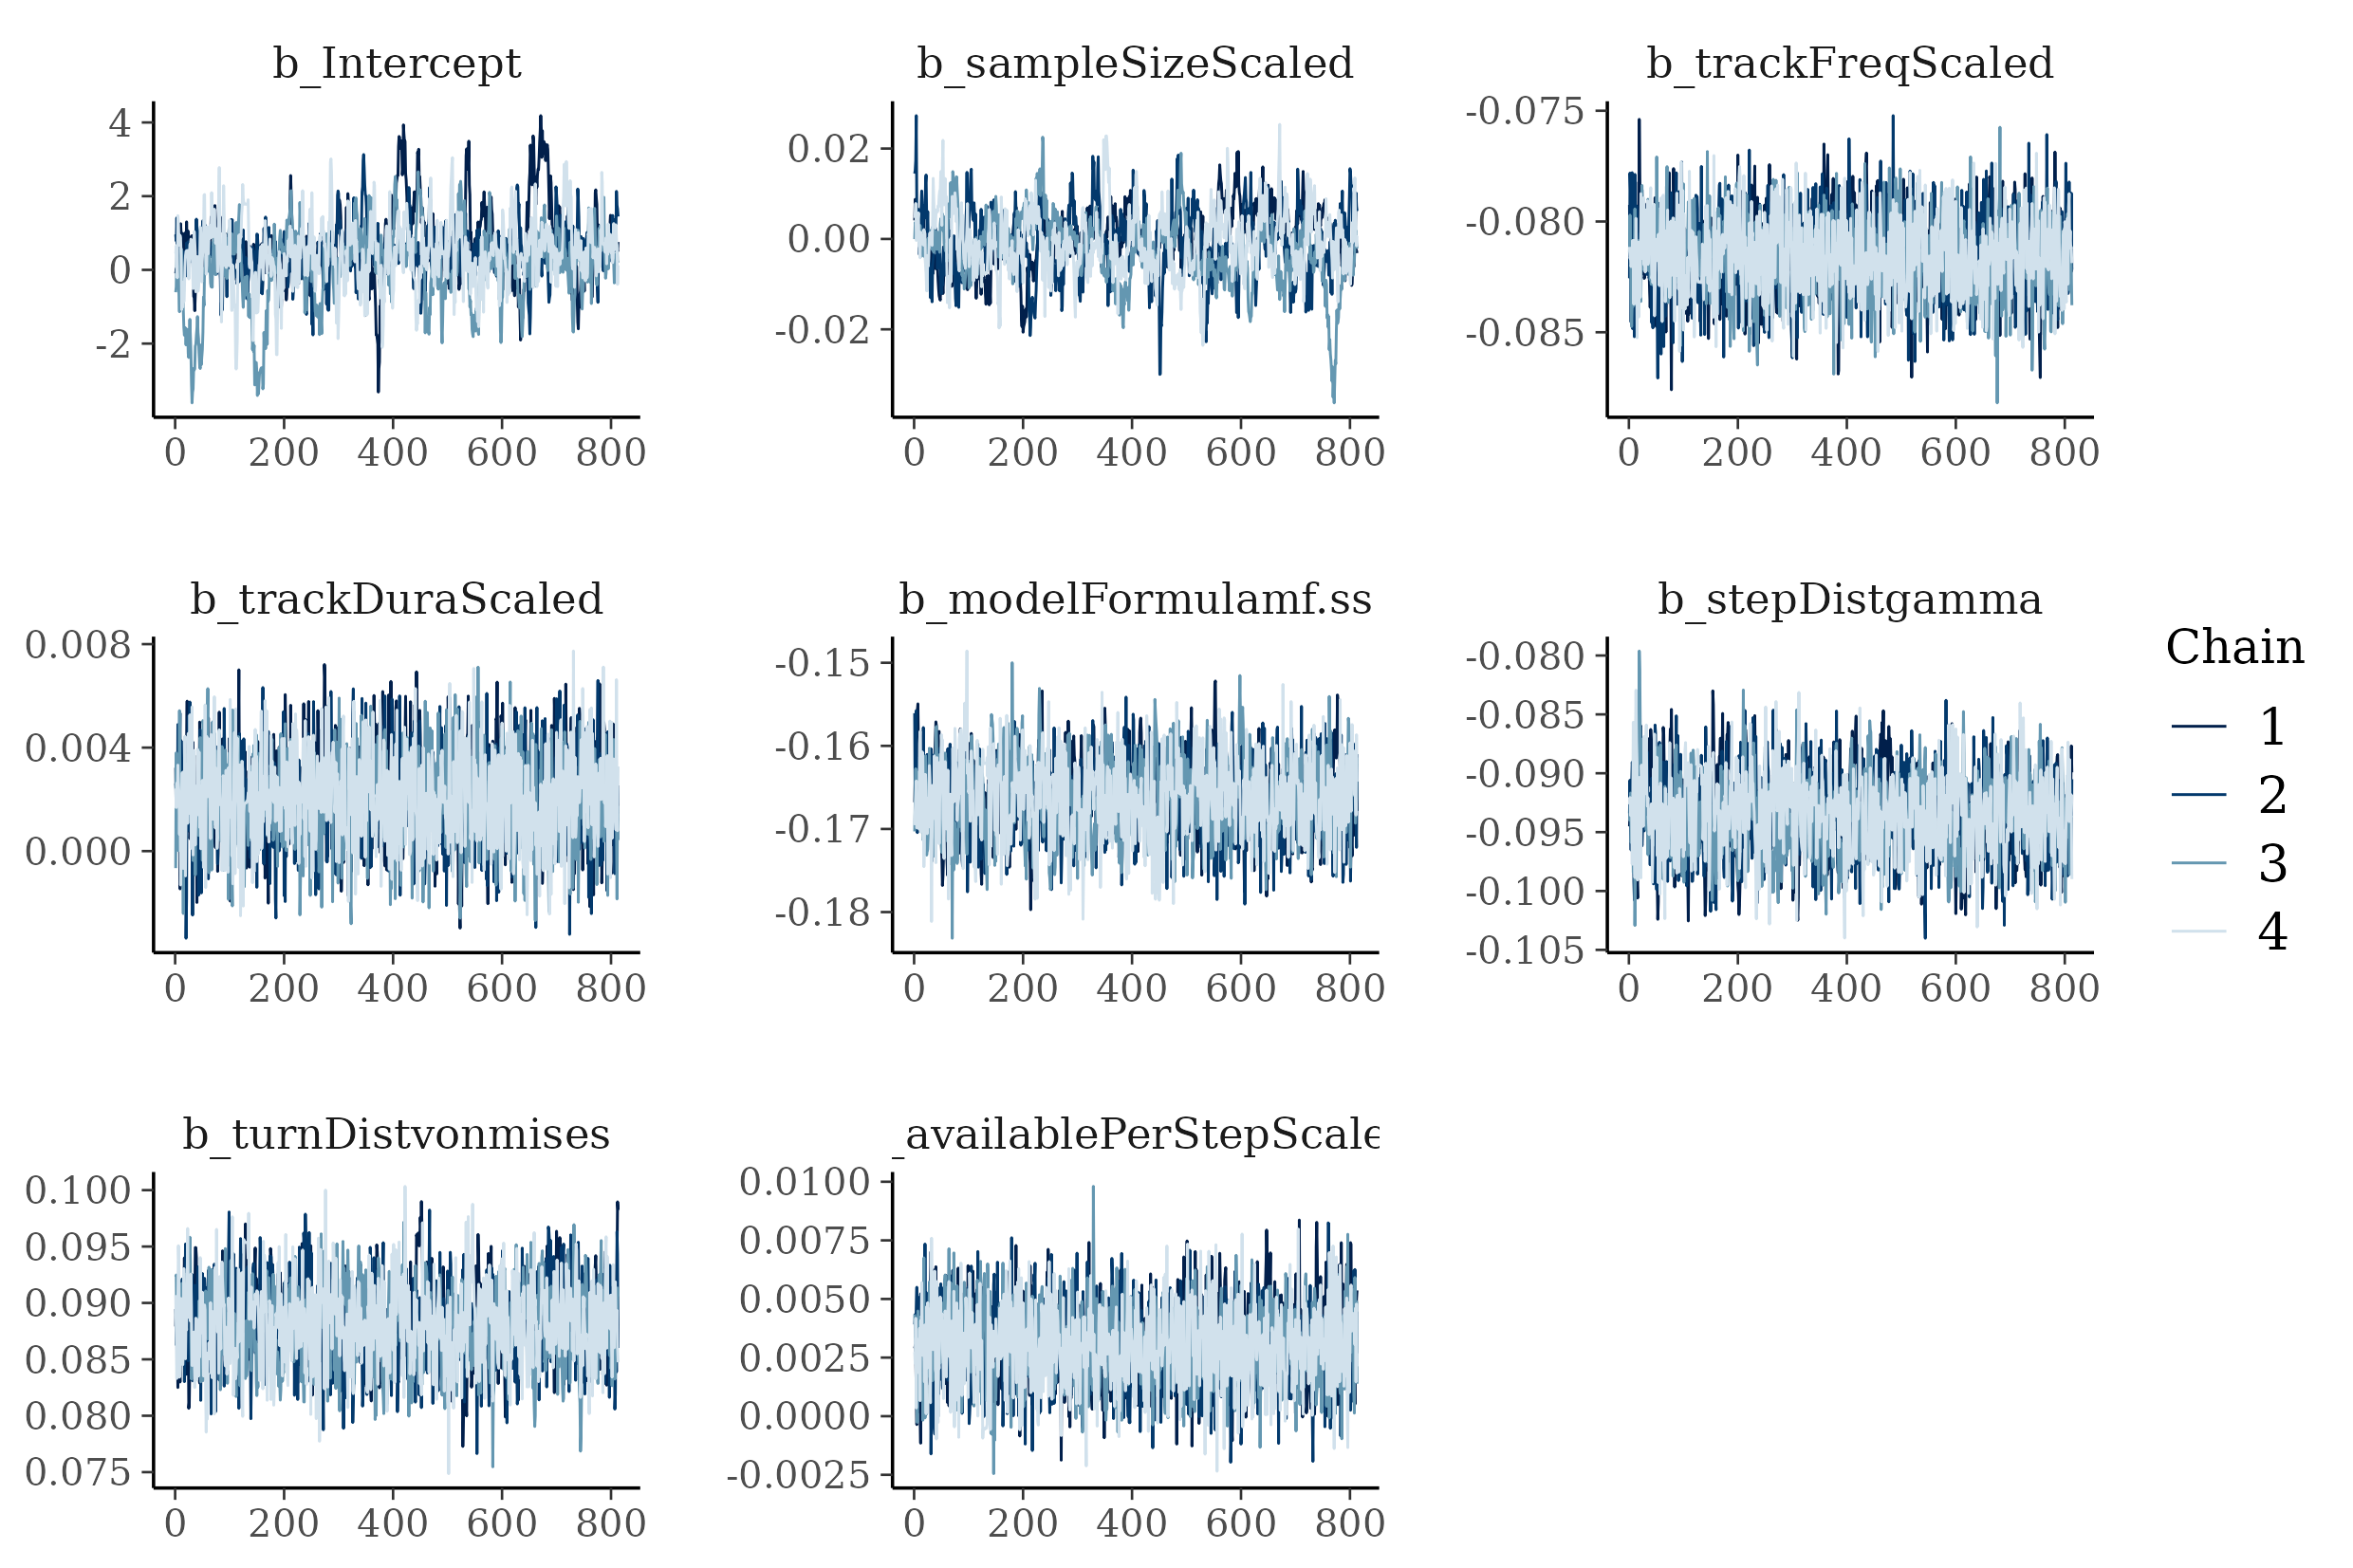 b_Intercept
4
2
0
-2
0 200 400 600 800
b_sampleSizeScaled
0.02
0.00
-0.02
0 200 400 600 800
b_trackFreqScaled
-0.075
-0.080
-0.085
0 200 400 600 800
b_trackDuraScaled
0.008
0.004
0.000
0 200 400 600 800
b_modelFormulamf.ss
-0.15
-0.16
-0.17
-0.18
0 200 400 600 800
b_stepDistgamma
-0.080
-0.085
-0.090
-0.095
-0.100
-0.105
0 200 400 600 800
Chain
1
2
3
4
b_turnDistvonmises
0.100
0.095
0.090
0.085
0.080
0.075
0 200 400 600 800
_availablePerStepScale
0.0100
0.0075
0.0050
0.0025
0.0000
-0.0025
0 200 400 600 800